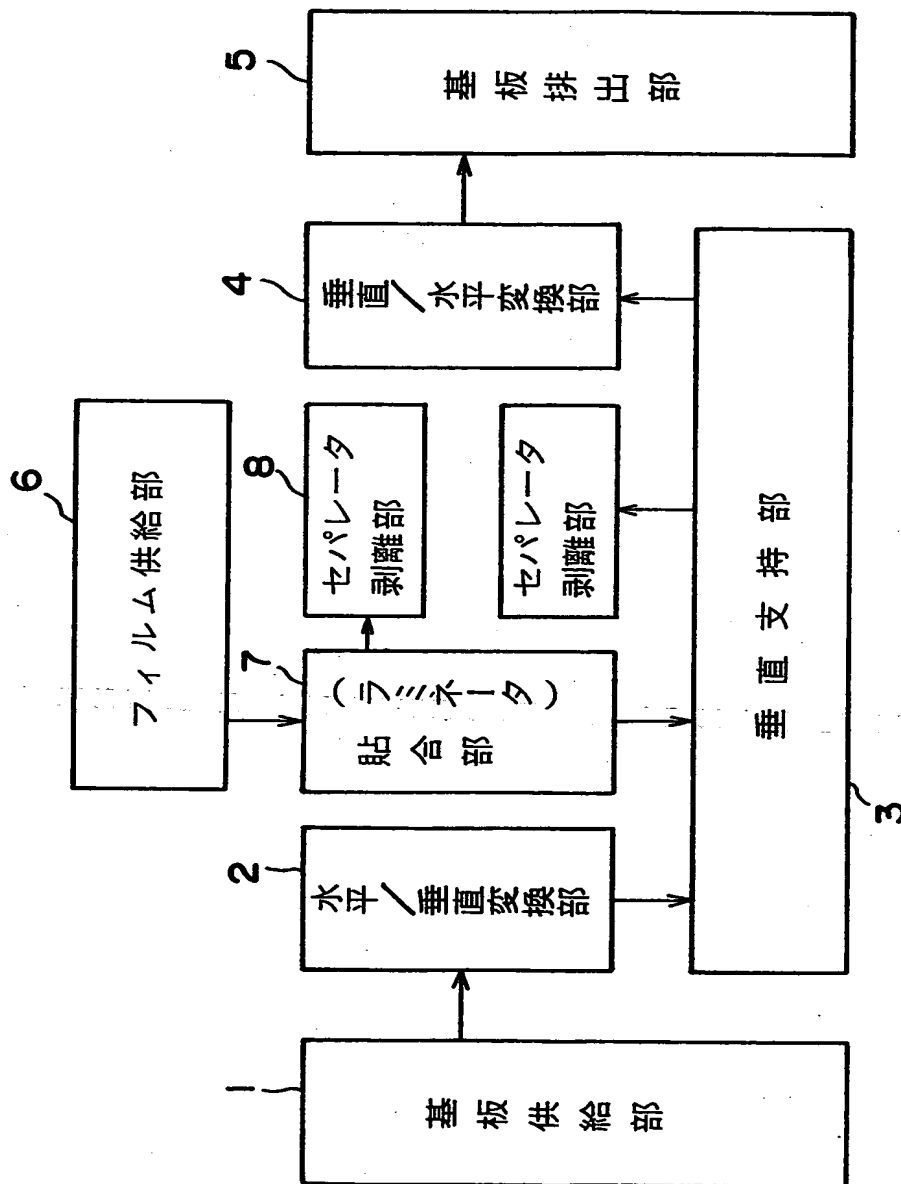 1
基板供給部
2
水平／垂直変換部
3
垂直支持部
4
垂直／水平変換部
5
基板排出部
6
フィルム供給部
7
(ラミネータ)
貼合部
8
セパレータ
剥離部
セパレータ
剥離部